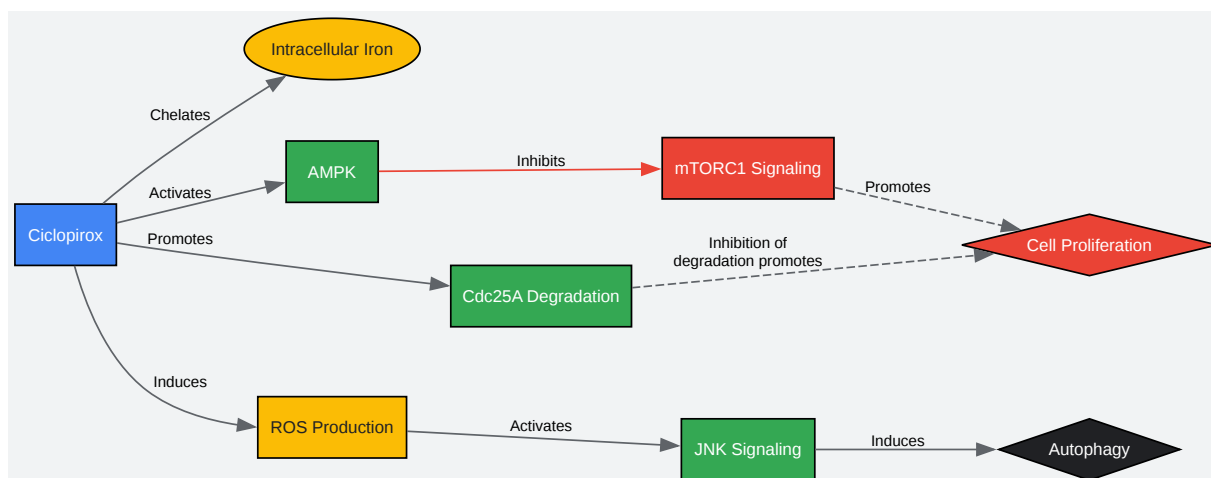 Intracellular Iron
Chelates
AMPK
Inhibits
mTORC1 Signaling
Promotes
Activates
Ciclopirox
Promotes
Cell Proliferation
Inhibition of
degradation promotes
Cdc25A Degradation
Induces
ROS Production
Activates
JNK Signaling
Induces
Autophagy